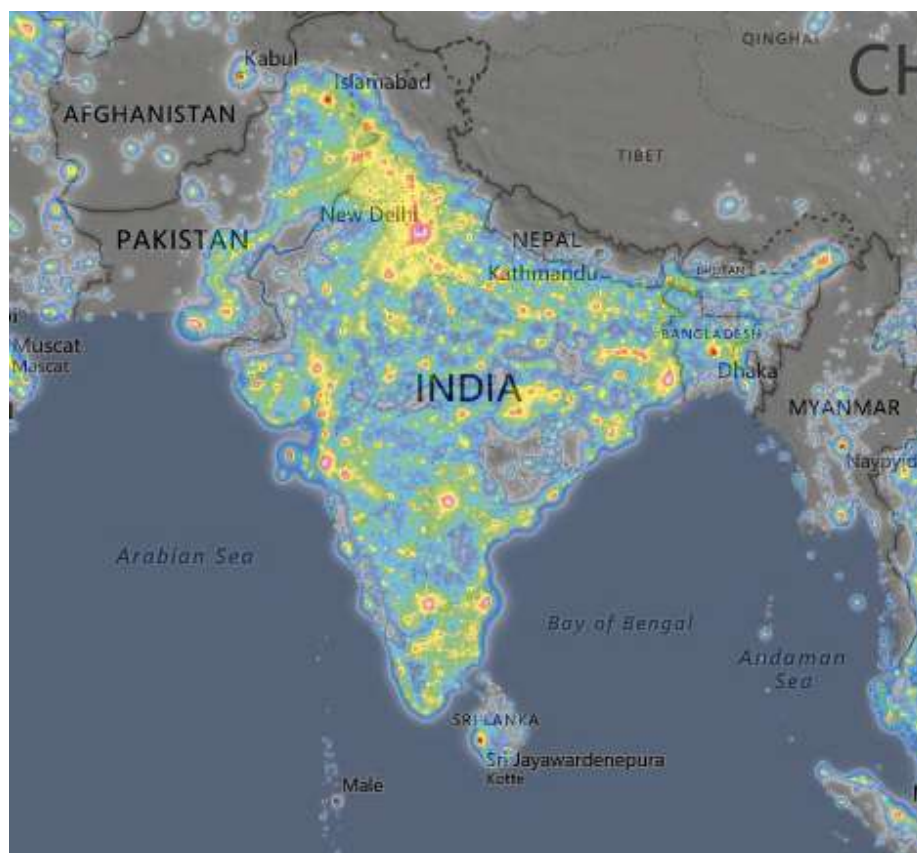 QINGHAI
CH
Kabul
Islamabad
AFGHANISTAN
TIBET
New Delhi
PAKISTAN
NEPAL
Kathmandu
BHUTAN
BANGLADESH
Muscat
Mascat
Dhaka
INDIA
MYANMAR
Naypyid
Arabian Sea
Bay of Bengal
Andaman
Sea
SRI LANKA
Sri Jayawardenepura
Kotte
Male